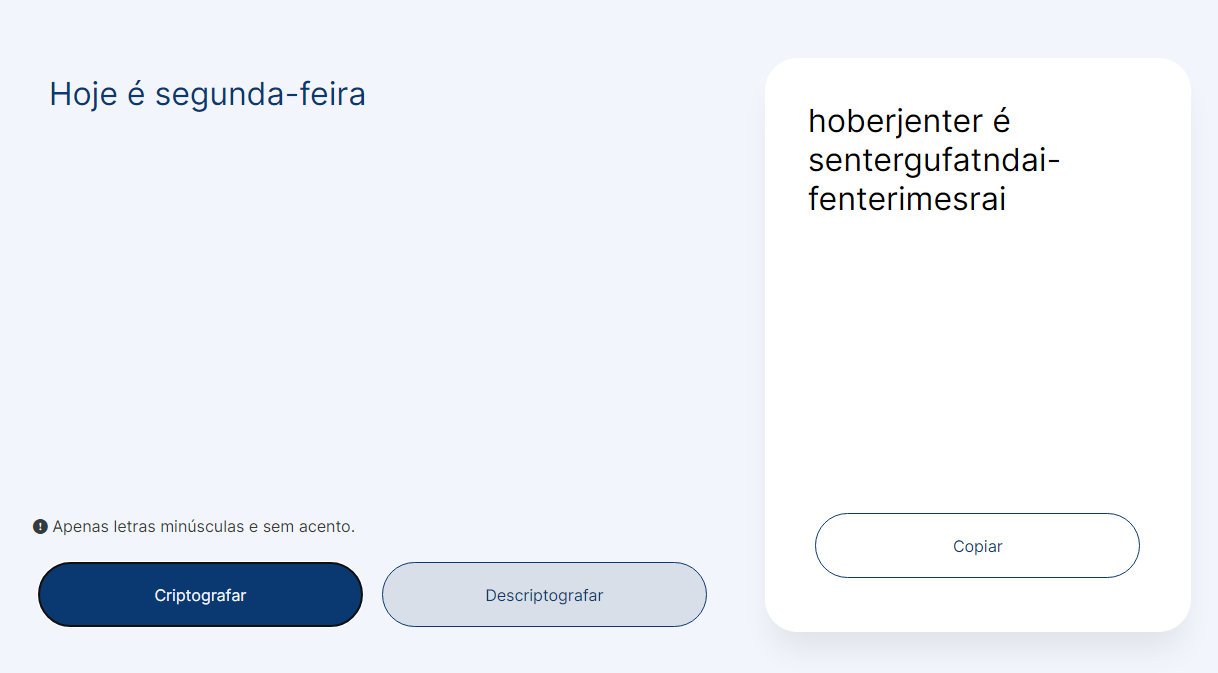 Hoje é segunda-feira
Apenas letras minúsculas e sem acento.
Criptografar
Descriptografar
hoberjenter é
sentergufatndai-
fenterimesrai
Copiar